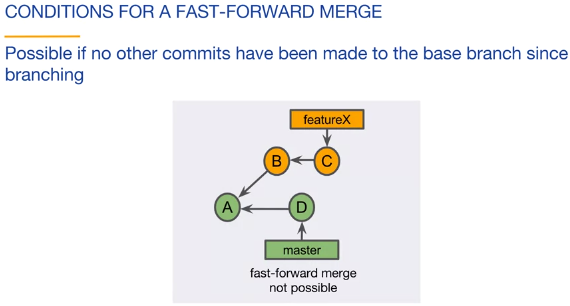 CONDITIONS FOR A FAST-FORWARD MERGE
Possible if no other commits have been made to the base branch since
branching
featureX
B
C
A
D
master
fast-forward merge
not possible